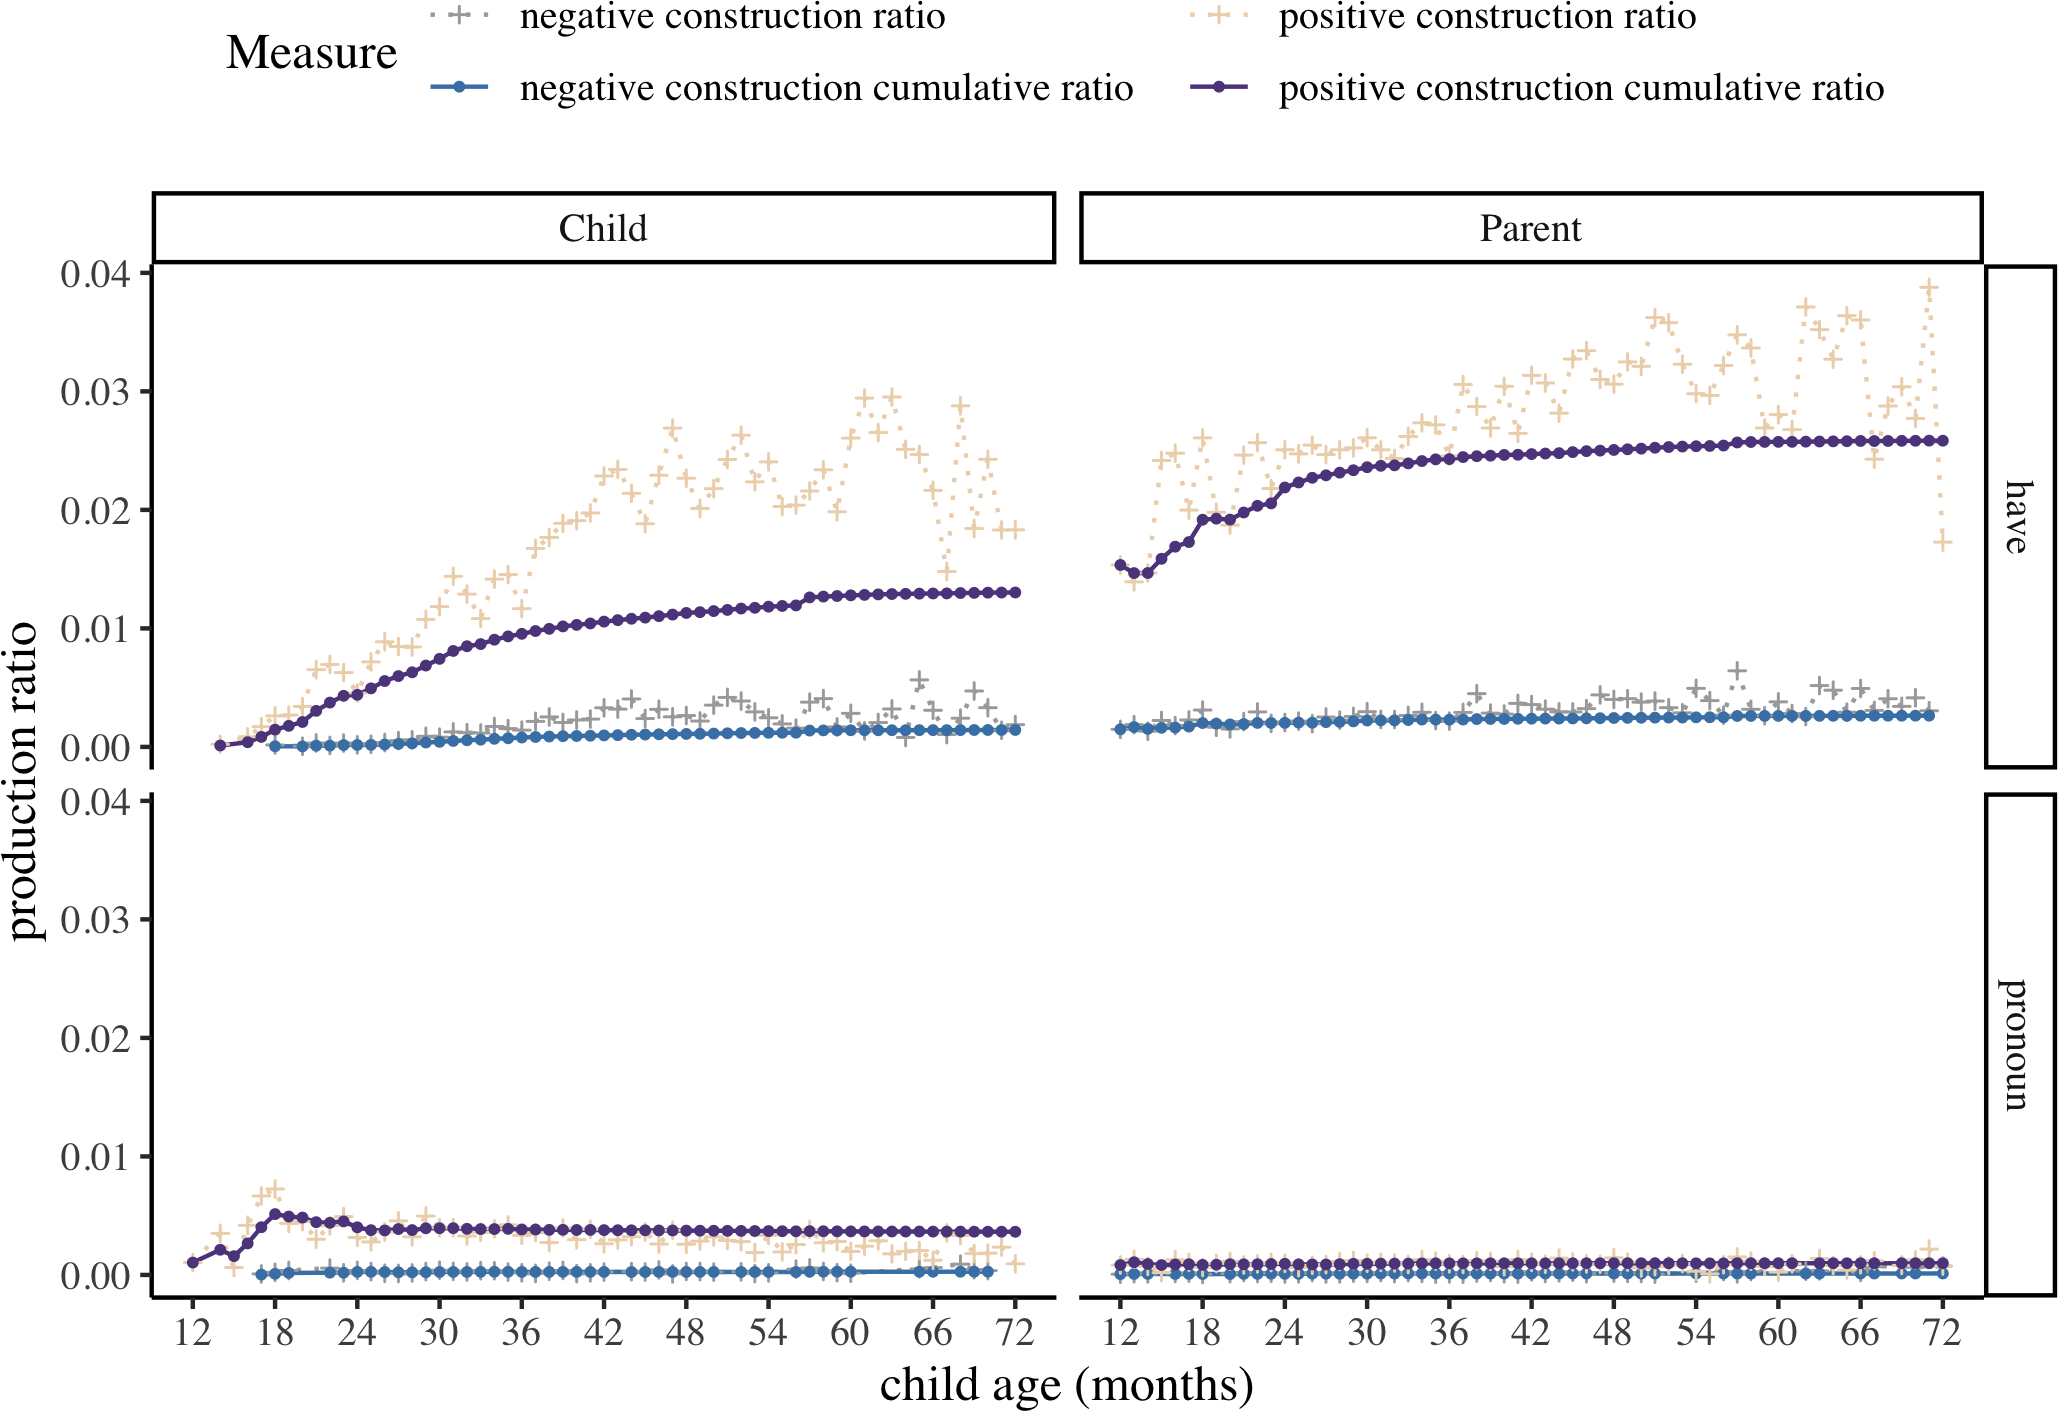 negative construction ratio
positive construction ratio
Measure
negative construction cumulative ratio
positive construction cumulative ratio
Child
Parent
0.04
0.03
0.02
0.01
0.00
have
0.04
0.03
0.02
0.01
0.00
pronoun
production ratio
12 18 24 30 36 42 48 54 60 66 72
12 18 24 30 36 42 48 54 60 66 72
child age (months)